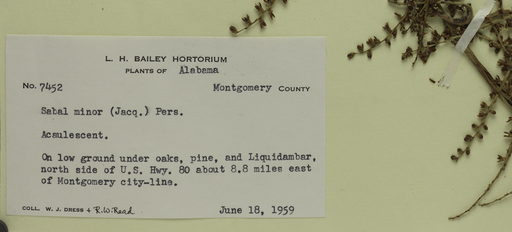 L. H. BAILEY HORTORIUM
PLANTS OF Alabama
No. 7452 Montgomery COUNTY
Sabal minor (Jacq.) Pers.
Acaulescent.
On low ground under oaks, pine, and Liquidambar,
north side of U.S. Hwy. 80 about 8.8 miles east
of Montgomery city-line.
COLL. W. J. DRESS & R.W. Read June 18, 1959